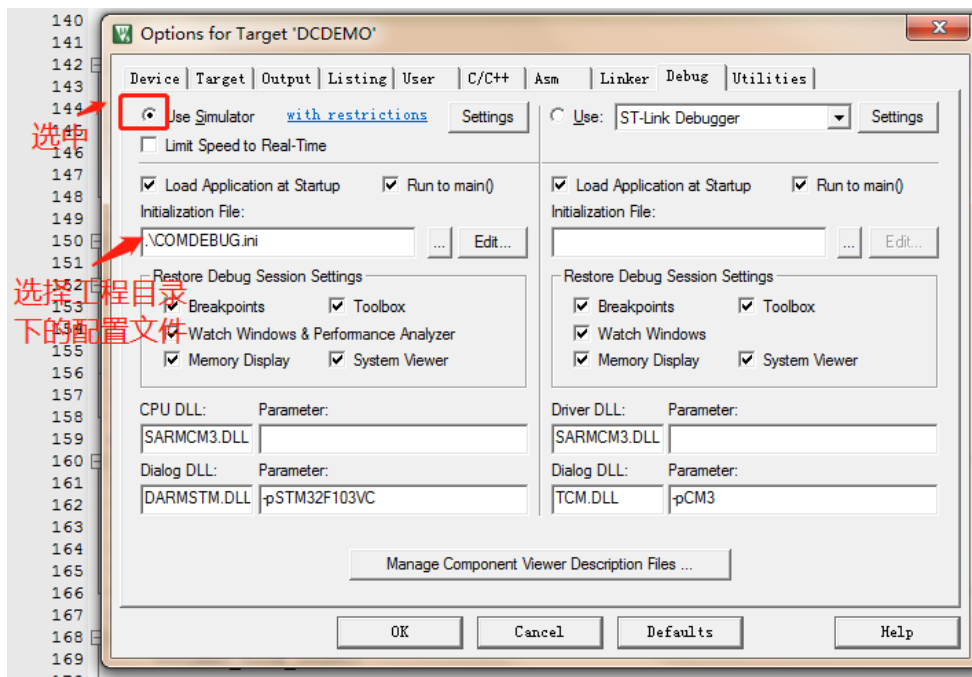 140
141
142
143
144
145
146
147
148
149
150
151
152
153
154
155
156
157
158
159
160
161
162
163
164
165
166
167
168
169
Options for Target 'DCDEMO'
Device Target Output Listing User C/C++ Asm Linker Debug Utilities
Use Simulator with restrictions Settings
Use: ST-Link Debugger Settings
选中
Limit Speed to Real-Time
Load Application at Startup Run to main()
Load Application at Startup Run to main()
Initialization File:
Initialization File:
.\COMDEBUG.ini ... Edit...
... Edit...
选择工程目录
下的配置文件
Restore Debug Session Settings
Breakpoints Toolbox
Watch Windows & Performance Analyzer
Memory Display System Viewer
Restore Debug Session Settings
Breakpoints Toolbox
Watch Windows
Memory Display System Viewer
CPU DLL: Parameter:
SARMCM3.DLL
Dialog DLL: Parameter:
DARMSTM.DLL -pSTM32F103VC
Driver DLL: Parameter:
SARMCM3.DLL
Dialog DLL: Parameter:
TCM.DLL -pCM3
Manage Component Viewer Description Files ...
OK Cancel Defaults Help